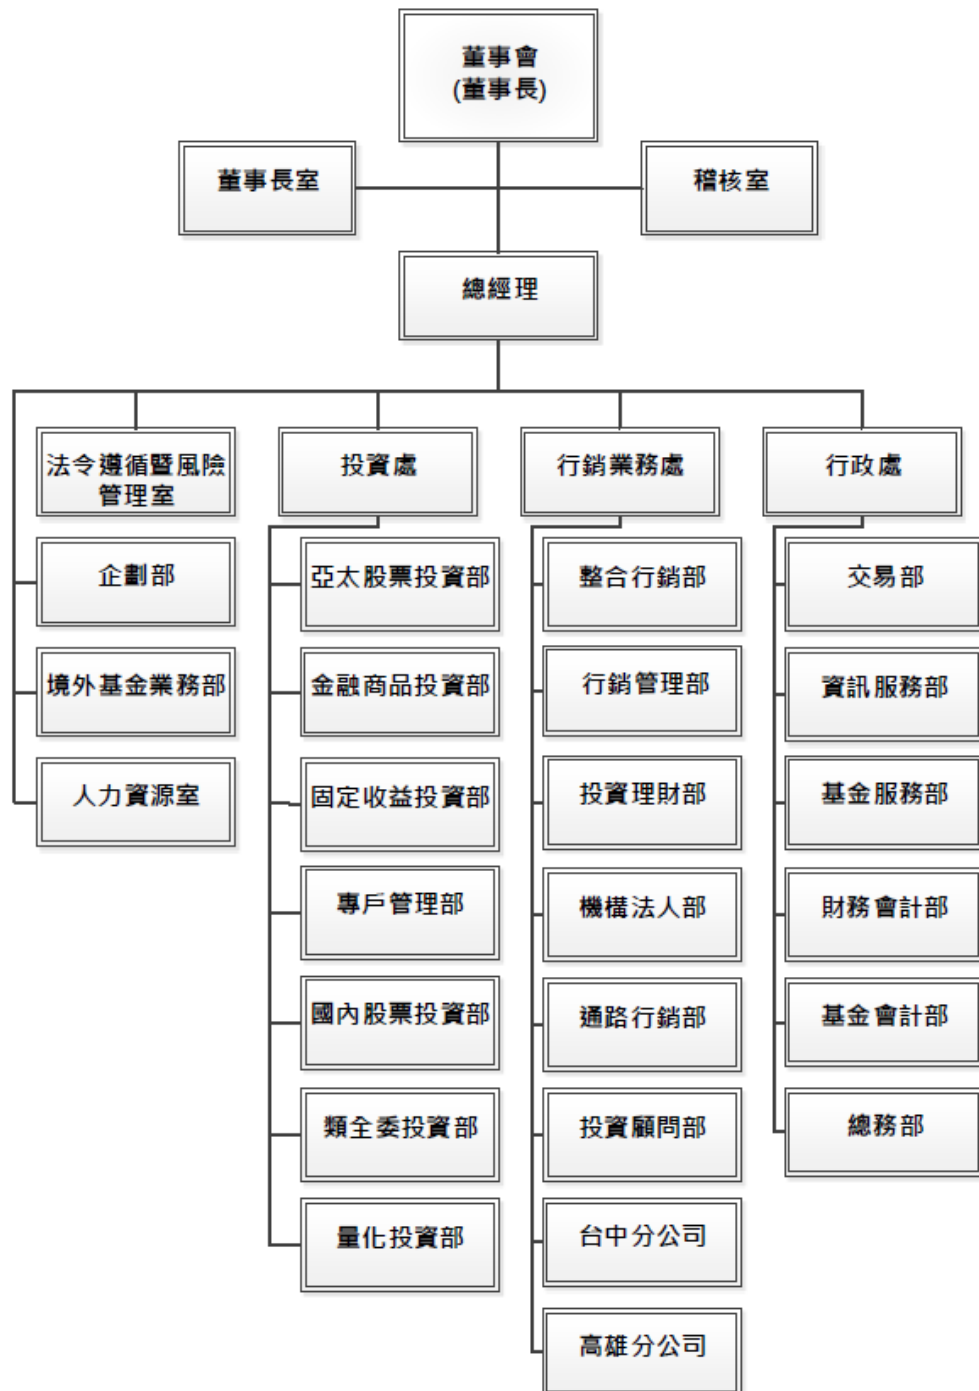 董事會
(董事長)
董事長室
稽核室
總經理
法令遵循暨風險
管理室
企劃部
境外基金業務部
人力資源室
投資處
亞太股票投資部
金融商品投資部
固定收益投資部
專戶管理部
國內股票投資部
類全委投資部
量化投資部
行銷業務處
整合行銷部
行銷管理部
投資理財部
機構法人部
通路行銷部
投資顧問部
台中分公司
高雄分公司
行政處
交易部
資訊服務部
基金服務部
財務會計部
基金會計部
總務部